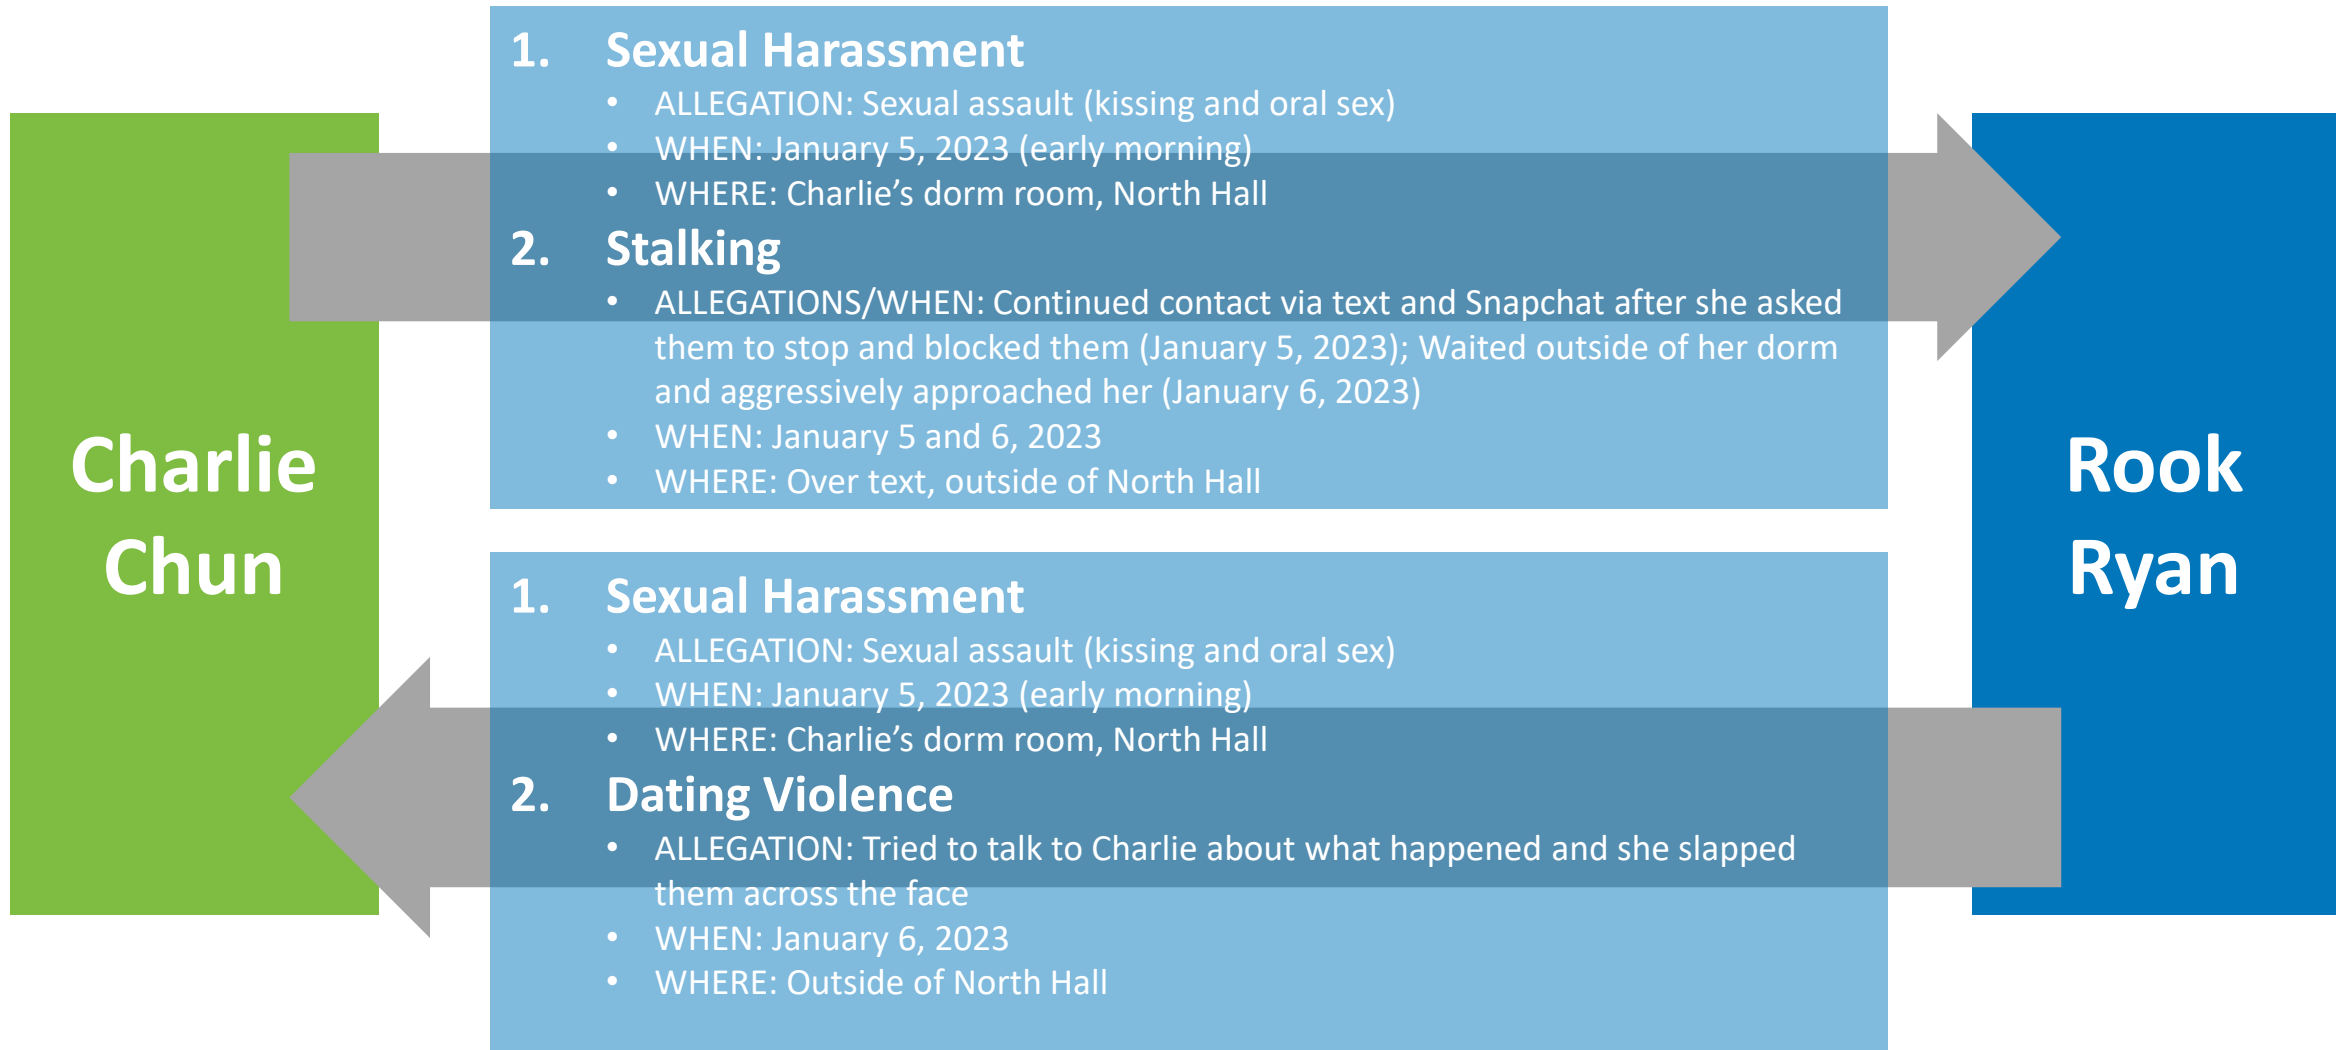 Charlie
Chun
1. Sexual Harassment
• ALLEGATION: Sexual assault (kissing and oral sex)
• WHEN: January 5, 2023 (early morning)
• WHERE: Charlie’s dorm room, North Hall
2. Stalking
• ALLEGATIONS/WHEN: Continued contact via text and Snapchat after she asked
them to stop and blocked them (January 5, 2023); Waited outside of her dorm
and aggressively approached her (January 6, 2023)
• WHEN: January 5 and 6, 2023
• WHERE: Over text, outside of North Hall
1. Sexual Harassment
• ALLEGATION: Sexual assault (kissing and oral sex)
• WHEN: January 5, 2023 (early morning)
• WHERE: Charlie’s dorm room, North Hall
2. Dating Violence
• ALLEGATION: Tried to talk to Charlie about what happened and she slapped
them across the face
• WHEN: January 6, 2023
• WHERE: Outside of North Hall
Rook
Ryan